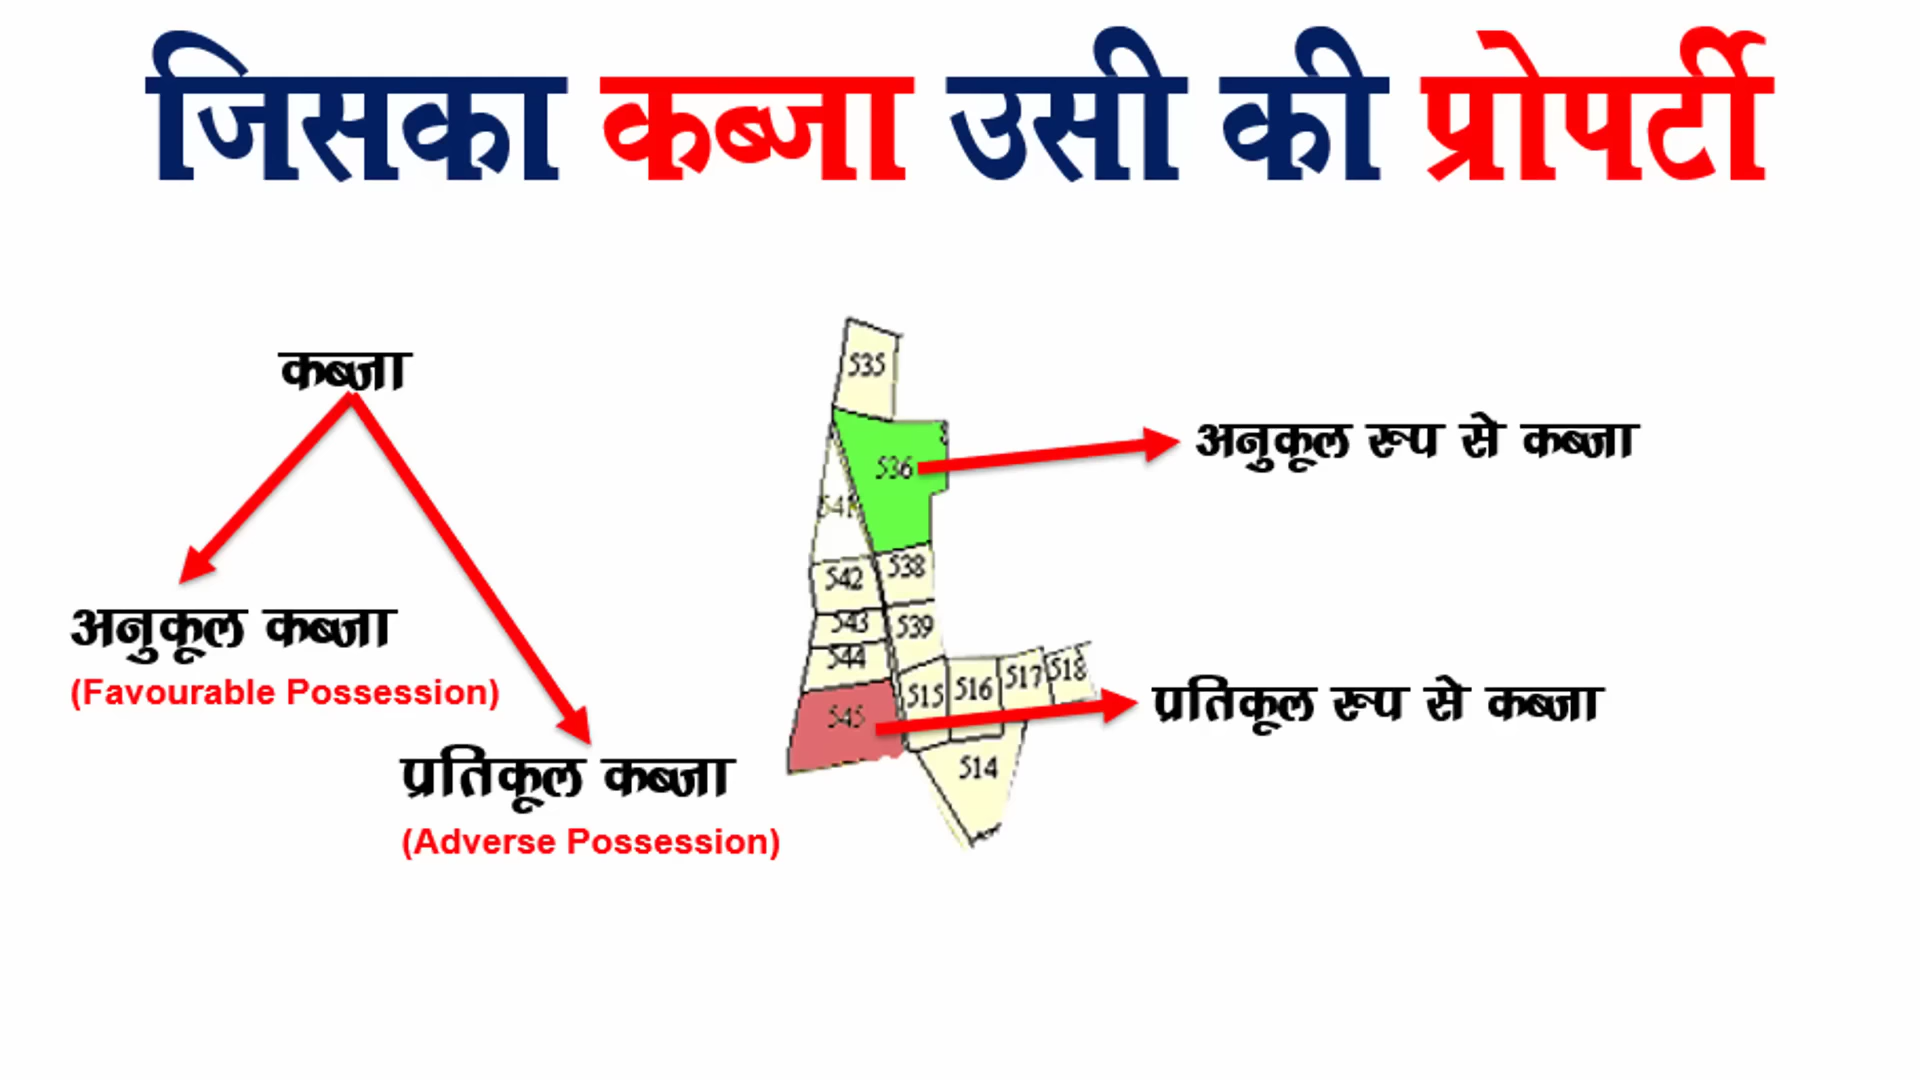 जिसका कब्जा उसी की प्रोपर्टी
कब्जा
अनुकूल कब्जा
(Favourable Possession)
प्रतिकूल कब्जा
(Adverse Possession)
535
536
541
542
538
543
539
544
545
515
516
517
518
514
अनुकूल रूप से कब्जा
प्रतिकूल रूप से कब्जा